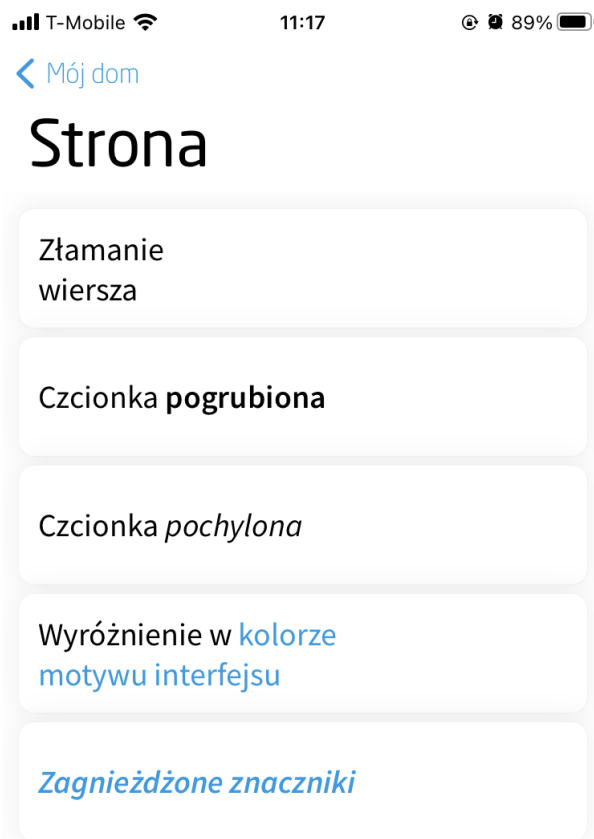 T-Mobile 11:17 89%
Mój dom
Strona
Złamanie
wiersza
Czcionka pogrubiona
Czcionka pochylona
Wyróżnienie w kolorze
motywu interfejsu
Zagnieżdżone znaczniki